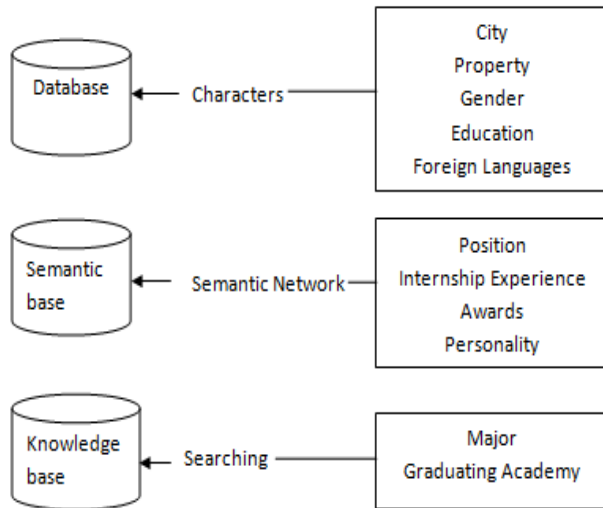 Database
Characters
City
Property
Gender
Education
Foreign Languages
Semantic
base
Semantic Network
Position
Internship Experience
Awards
Personality
Knowledge
base
Searching
Major
Graduating Academy